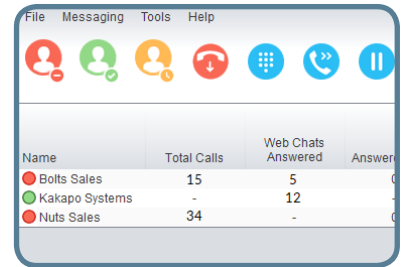 File Messaging Tools Help
Web Chats
Name Total Calls Answered
Bolts Sales 15 5
Kakapo Systems - 12 -
Nuts Sales 34 -